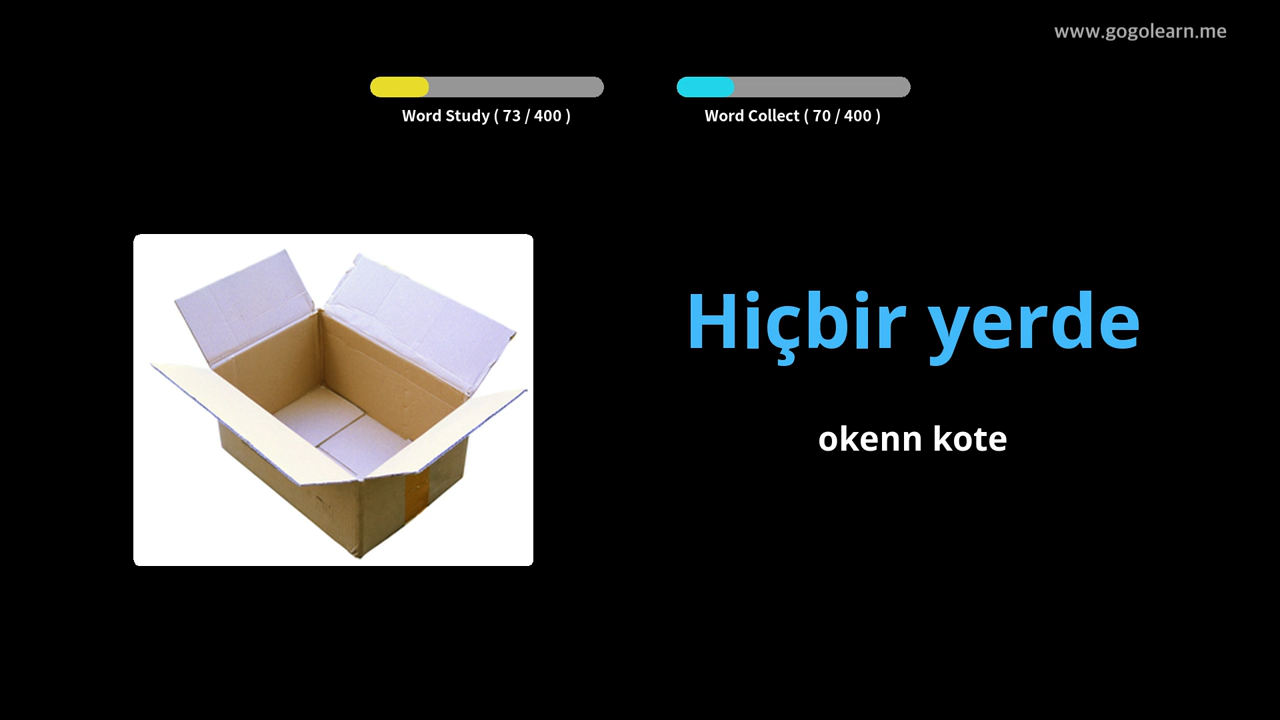 www.gogolearn.me
Word Study ( 73 / 400 )
Word Collect ( 70 / 400 )
Hiçbir yerde
okenn kote